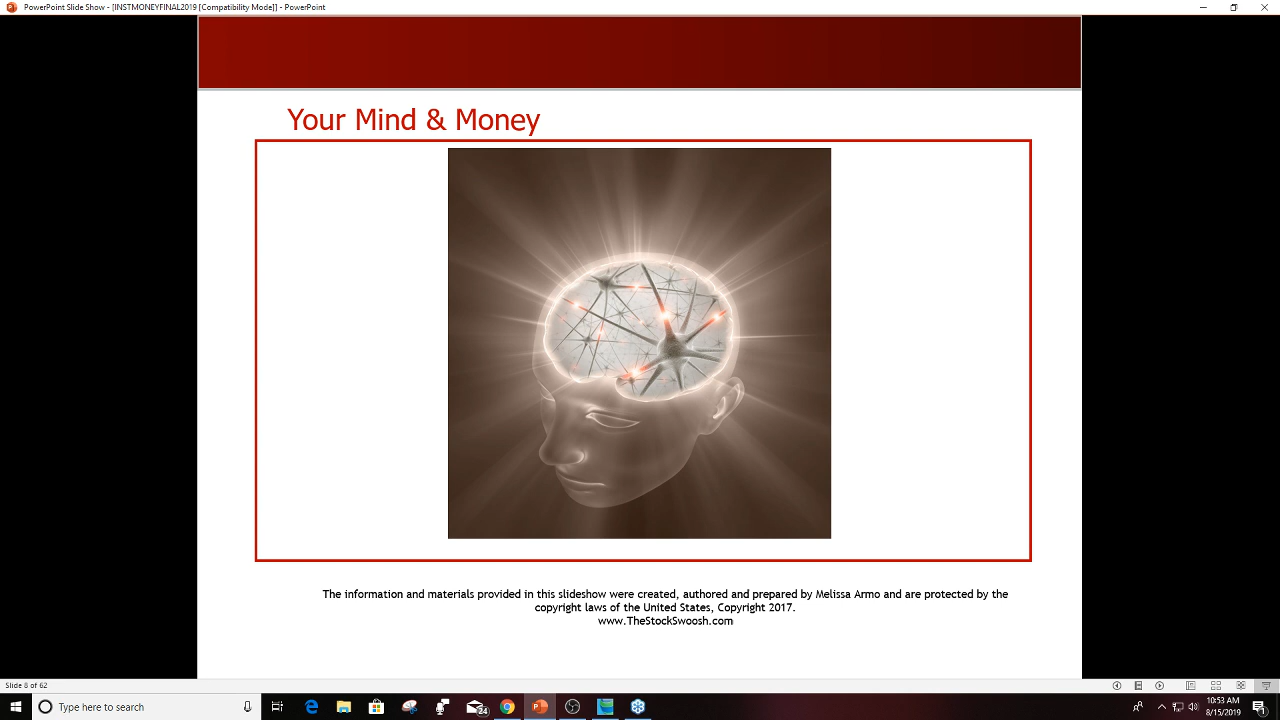 PowerPoint Slide Show - [INSTMONEYFINAL2019 [Compatibility Mode]] - PowerPoint
Your Mind & Money
The information and materials provided in this slideshow were created, authored and prepared by Melissa Armo and are protected by the
copyright laws of the United States, Copyright 2017.
www.TheStockSwoosh.com
Slide 8 of 62
Type here to search
24
10:53 AM
8/15/2019
1